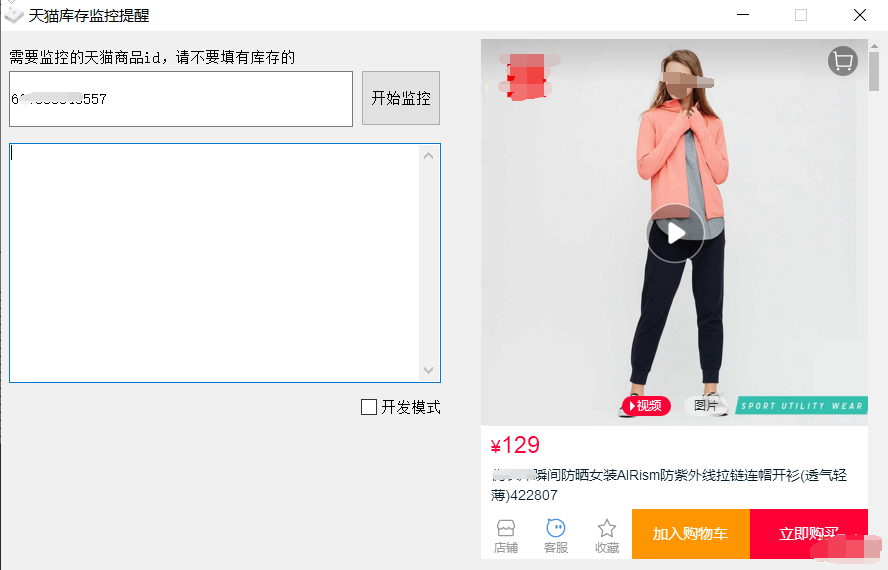 天猫库存监控提醒
需要监控的天猫商品id，请不要填有库存的
557
开始监控
开发模式
视频
图片
SPORT UTILITY WEAR
¥129
瞬间防晒女装AIRism防紫外线拉链连帽开衫(透气轻
薄)422807
店铺
客服
收藏
加入购物车
立即购买